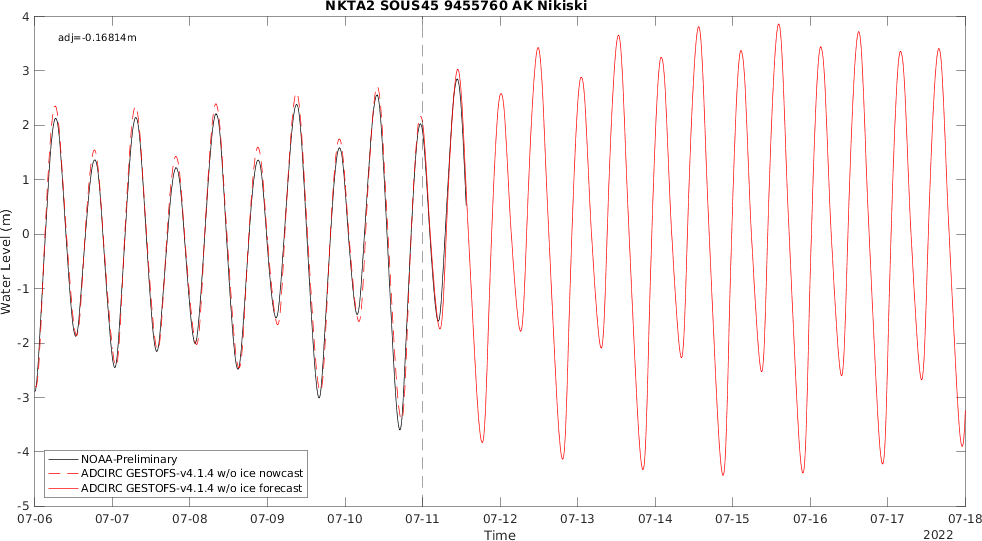 NKTA2 SOUS45 9455760 AK Nikiski
adj=-0.16814m
4
3
2
1
0
-1
-2
-3
-4
-5
Water Level (m)
NOAA-Preliminary
ADCIRC GESTOFS-v4.1.4 w/o ice nowcast
ADCIRC GESTOFS-v4.1.4 w/o ice forecast
07-06 07-07 07-08 07-09 07-10 07-11 07-12 07-13 07-14 07-15 07-16 07-17 07-18
Time
2022